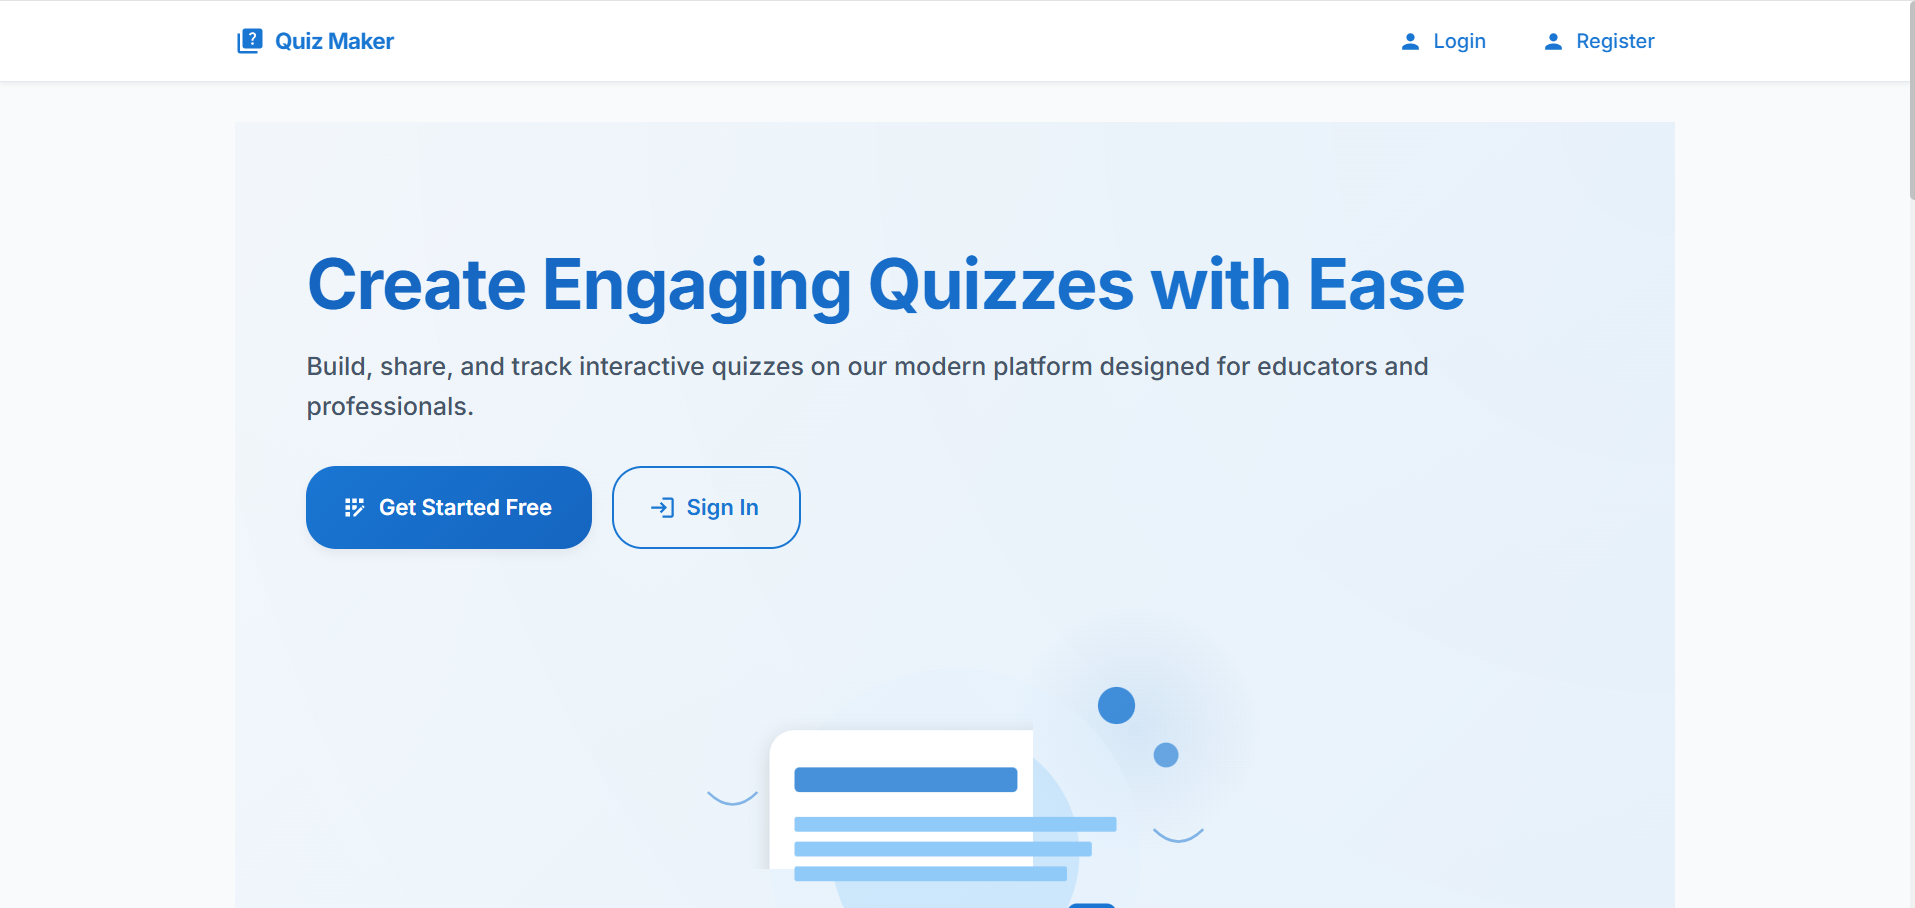 Quiz Maker
Login
Register
Create Engaging Quizzes with Ease
Build, share, and track interactive quizzes on our modern platform designed for educators and
professionals.
Get Started Free
Sign In